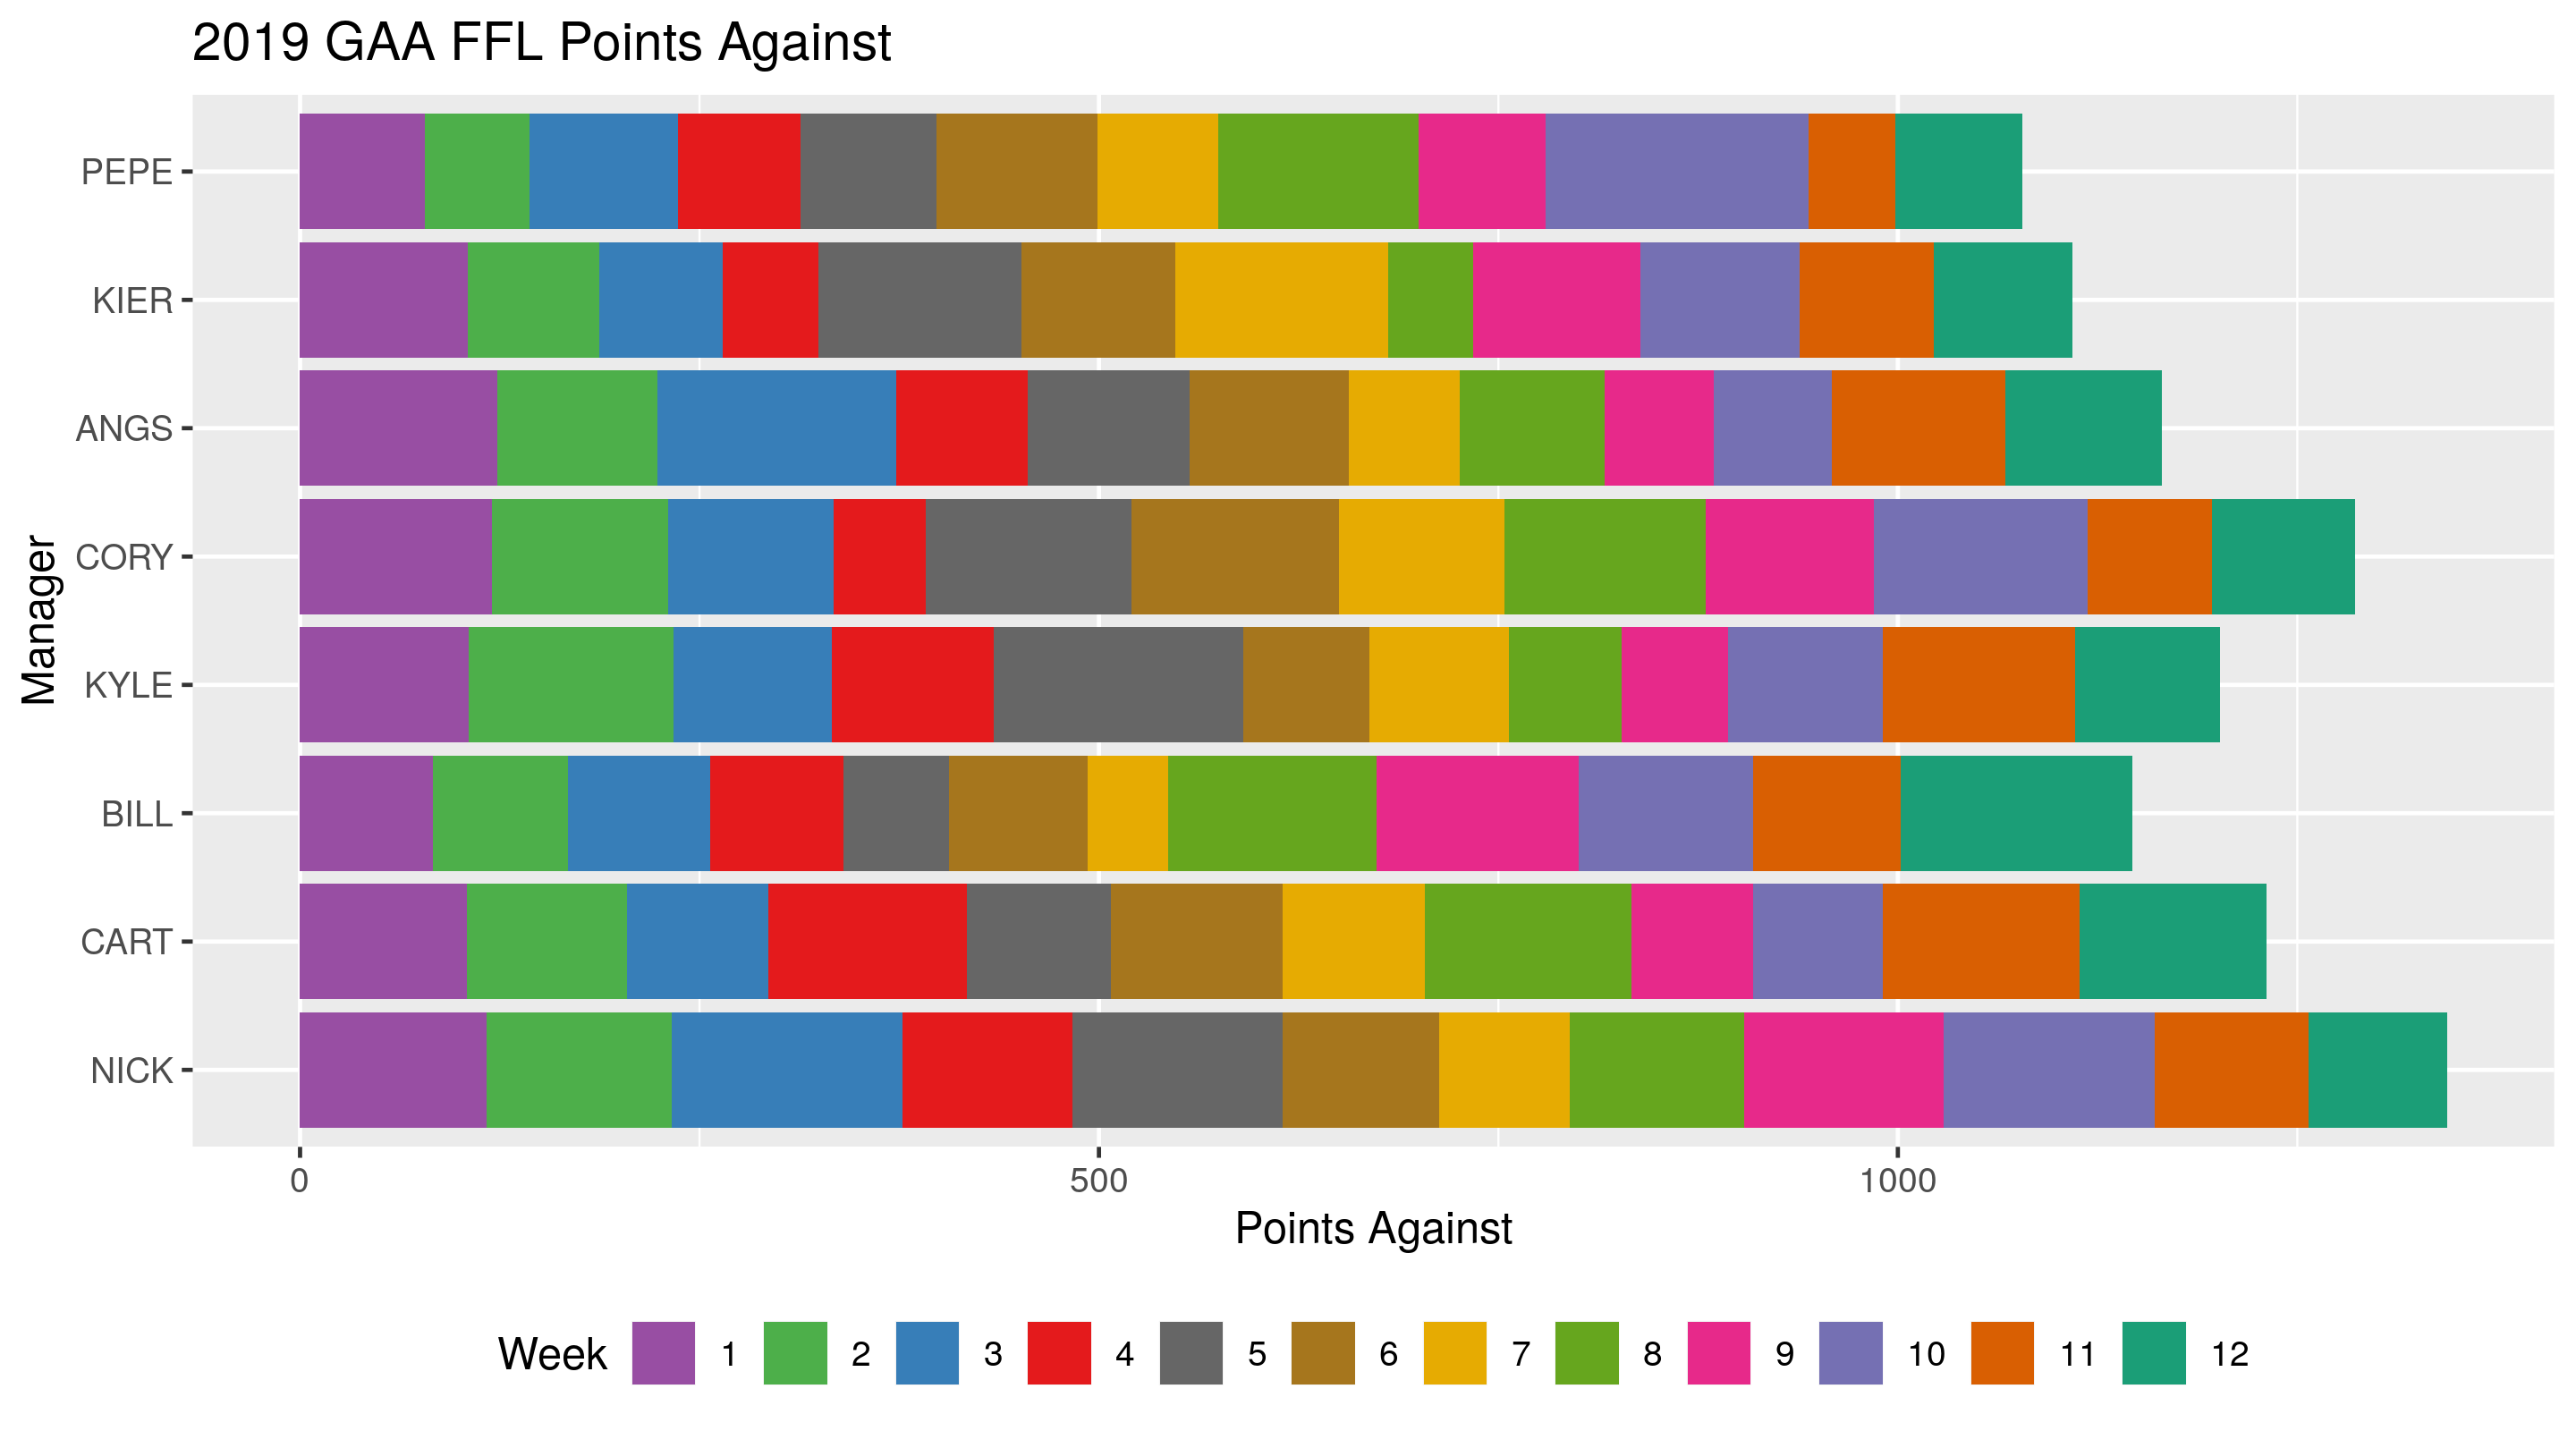 2019 GAA FFL Points Against
Manager
PEPE
KIER
ANGS
CORY
KYLE
BILL
CART
NICK
0 500 1000
Points Against
Week 1 2 3 4 5 6 7 8 9 10 11 12